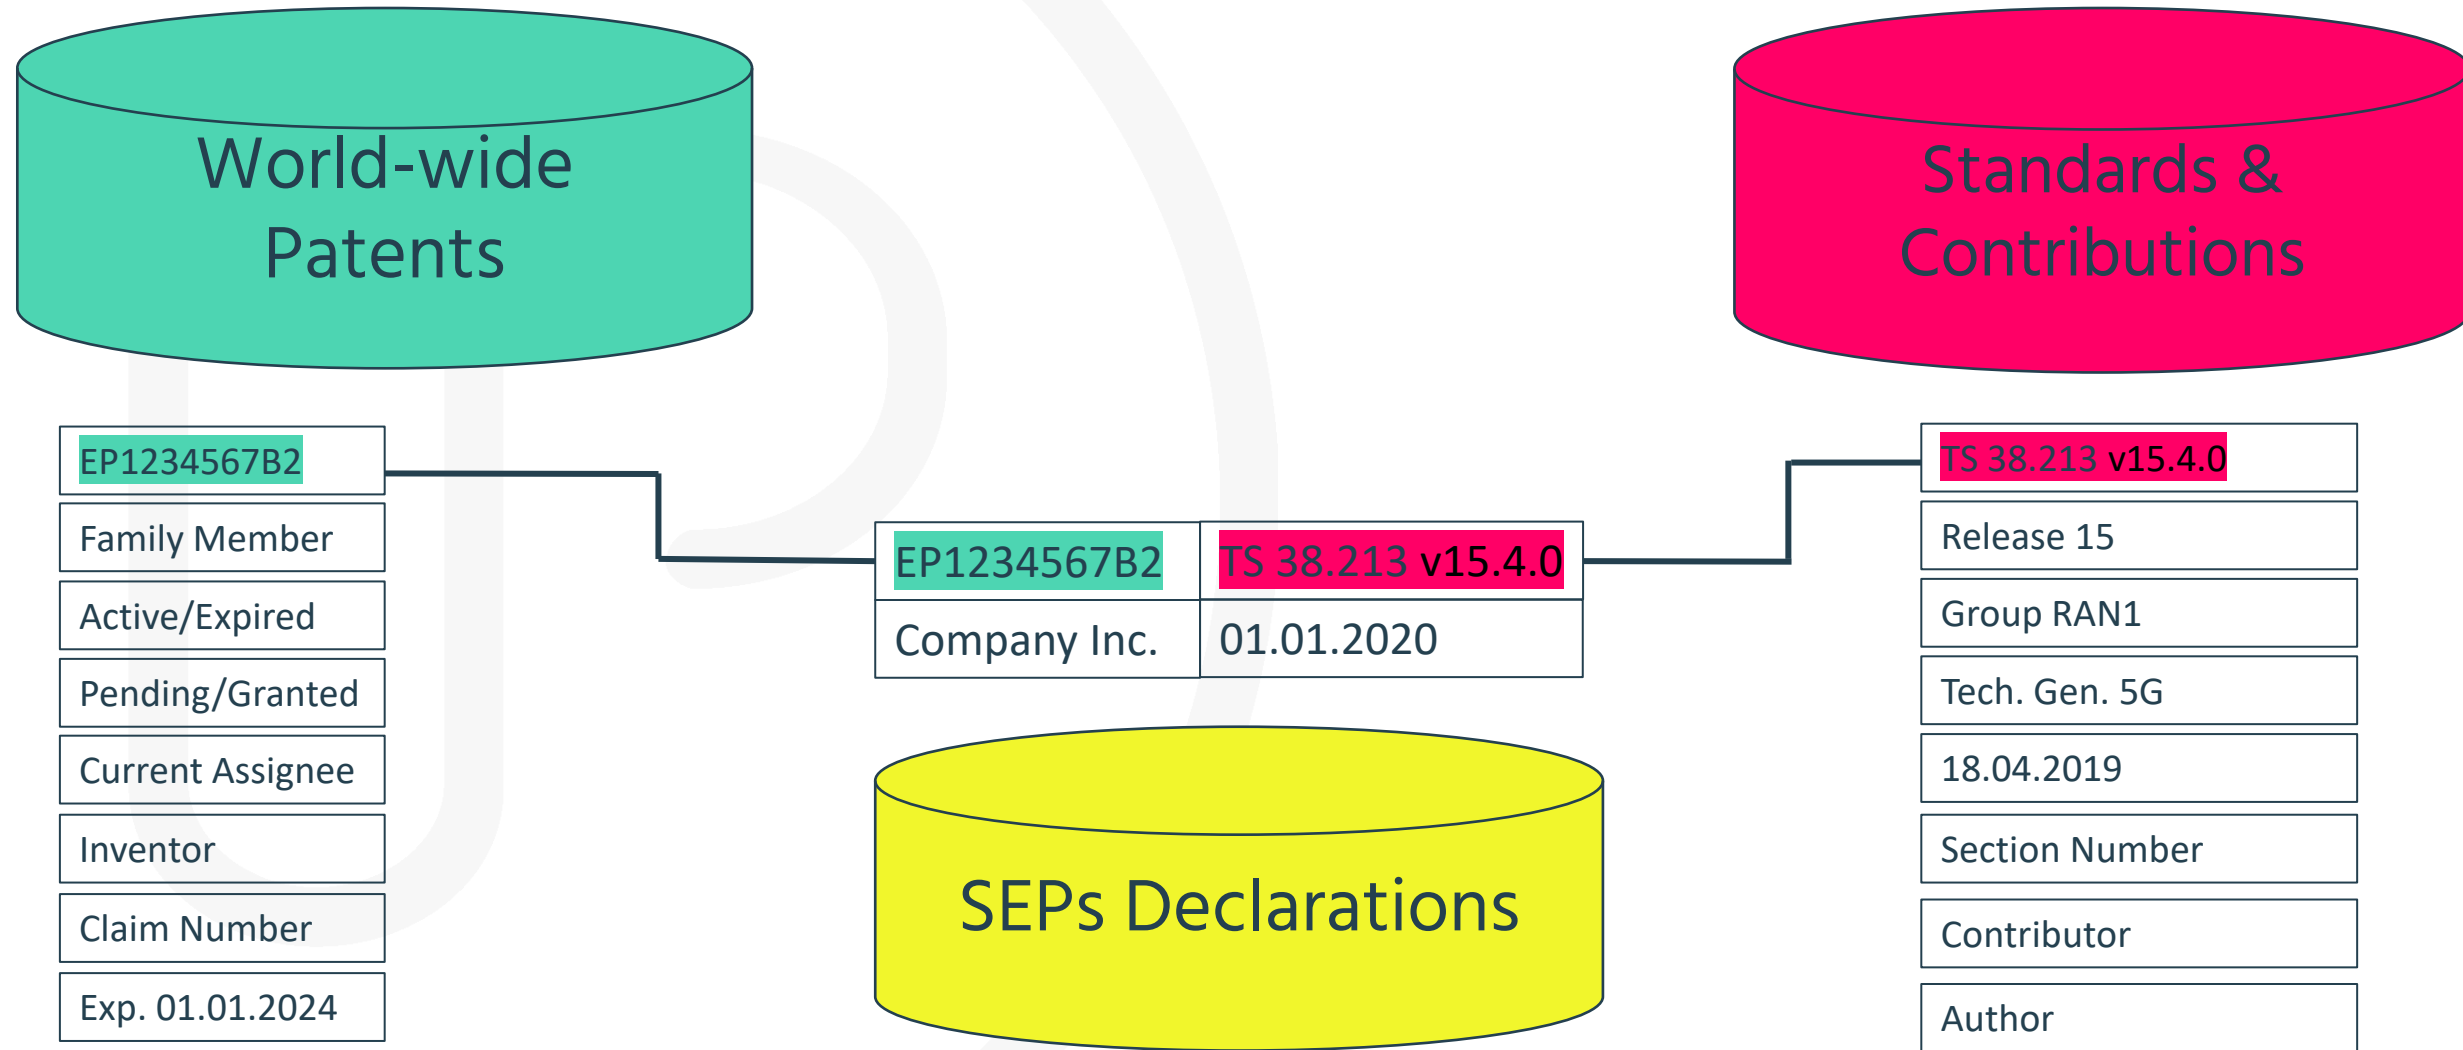 World-wide
Patents
Standards &
Contributions
EP1234567B2
Family Member
Active/Expired
Pending/Granted
Current Assignee
Inventor
Claim Number
Exp. 01.01.2024
EP1234567B2 TS 38.213 v15.4.0
Company Inc. 01.01.2020
SEPs Declarations
TS 38.213 v15.4.0
Release 15
Group RAN1
Tech. Gen. 5G
18.04.2019
Section Number
Contributor
Author